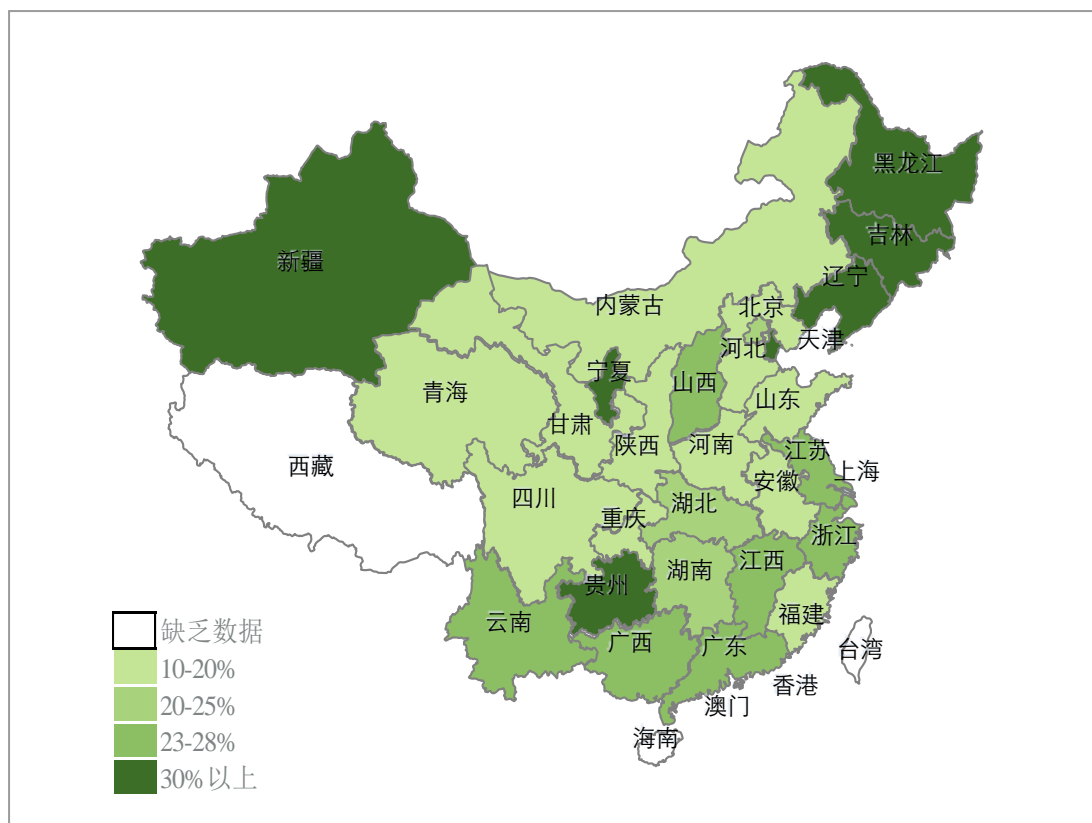 黑龙江
吉林
辽宁
新疆
内蒙古
北京
天津
河北
宁夏
山西
青海
山东
甘肃
陕西
河南
江苏
上海
西藏
安徽
四川
湖北
重庆
浙江
江西
湖南
贵州
福建
云南
广西
广东
台湾
香港
澳门
海南
缺乏数据
10-20%
20-25%
23-28%
30%以上